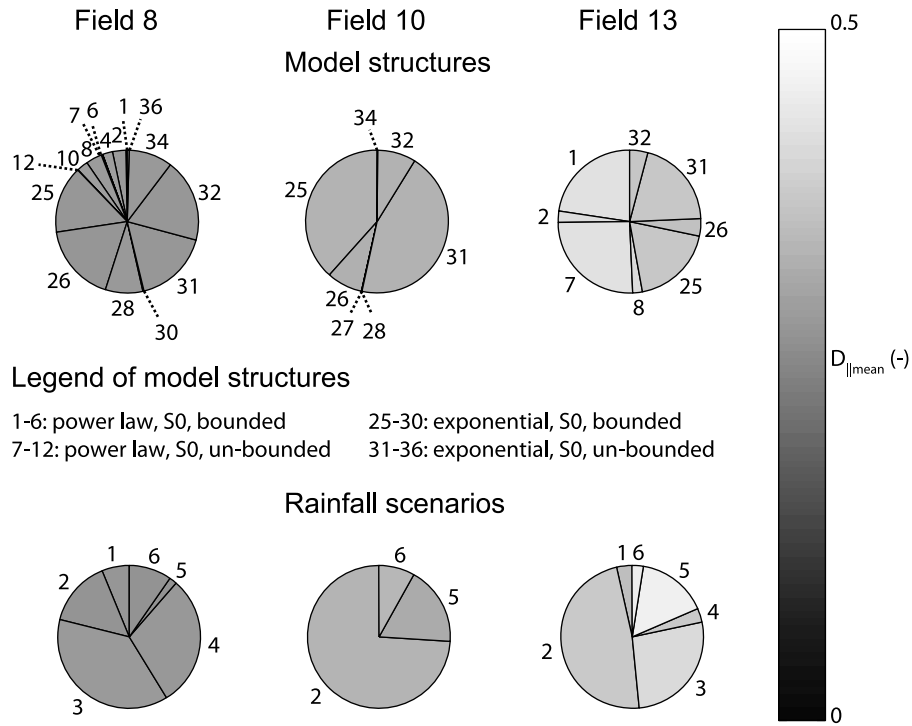 Field 8 Field 10 Field 13 0.5
Model structures
7 6 1 36
12 10 8 4 2 34
25 32
26 28 31
30
34 32
25 31
26
27 28
32
1 31
2 26
7 25
8
D||mean (-)
Legend of model structures
1-6: power law, S0, bounded 25-30: exponential, S0, bounded
7-12: power law, S0, un-bounded 31-36: exponential, S0, un-bounded
Rainfall scenarios
1 6
2 5
4
3
6
5
2
1 6
5
4
2 3
0